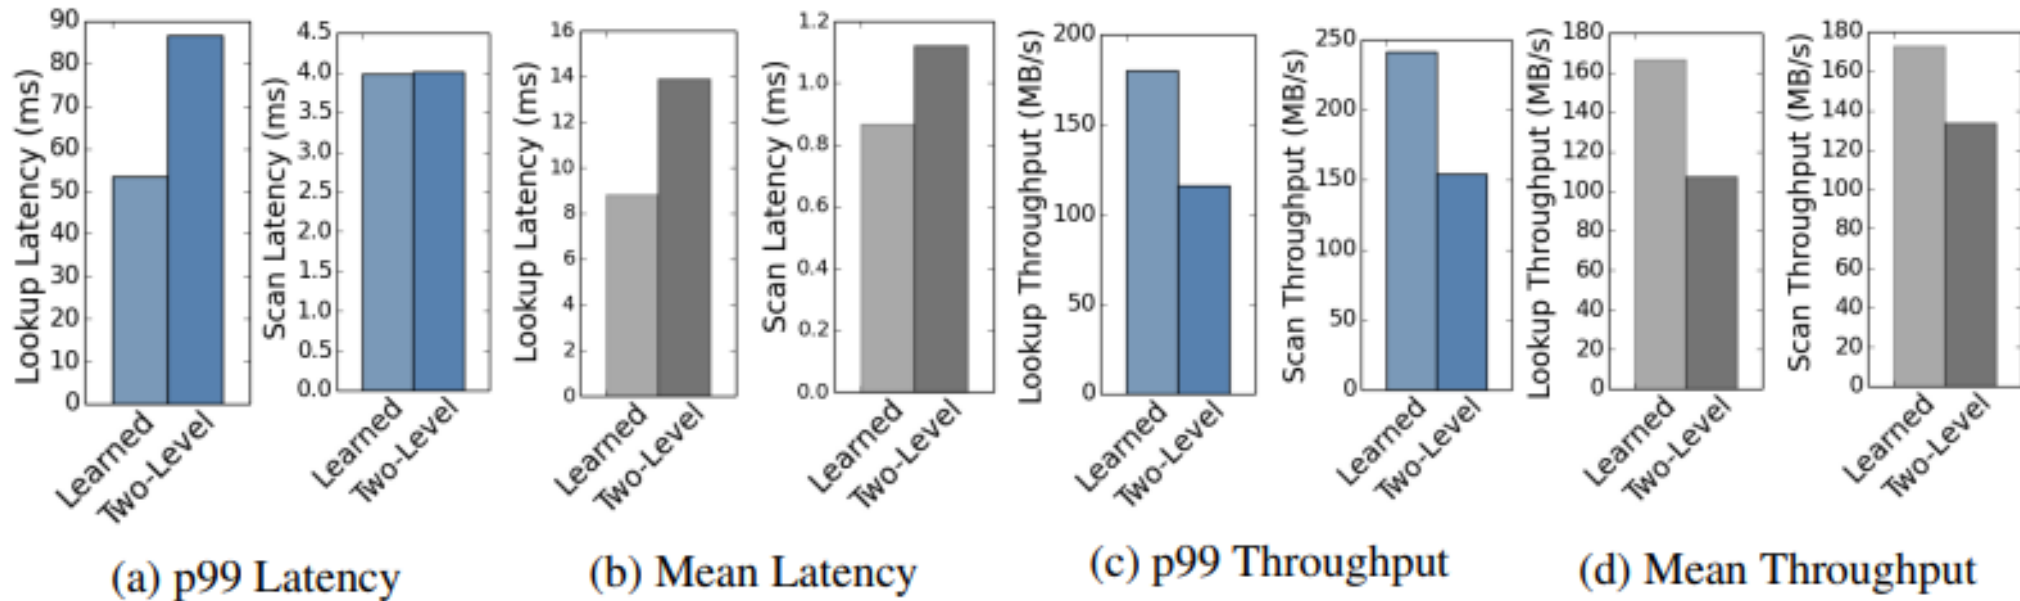 Lookup Latency (ms)
90
80
70
60
50
40
30
20
10
0
Learned
Two-Level
Scan Latency (ms)
4.5
4.0
3.5
3.0
2.5
2.0
1.5
1.0
0.5
0.0
Learned
Two-Level
(a) p99 Latency
Lookup Latency (ms)
16
14
12
10
8
6
4
2
0
Learned
Two-Level
Scan Latency (ms)
1.2
1.0
0.8
0.6
0.4
0.2
0.0
Learned
Two-Level
(b) Mean Latency
Lookup Throughput (MB/s)
200
150
100
50
0
Learned
Two-Level
Scan Throughput (MB/s)
250
200
150
100
50
0
Learned
Two-Level
(c) p99 Throughput
Lookup Throughput (MB/s)
180
160
140
120
100
80
60
40
20
0
Learned
Two-Level
Scan Throughput (MB/s)
180
160
140
120
100
80
60
40
20
0
Learned
Two-Level
(d) Mean Throughput